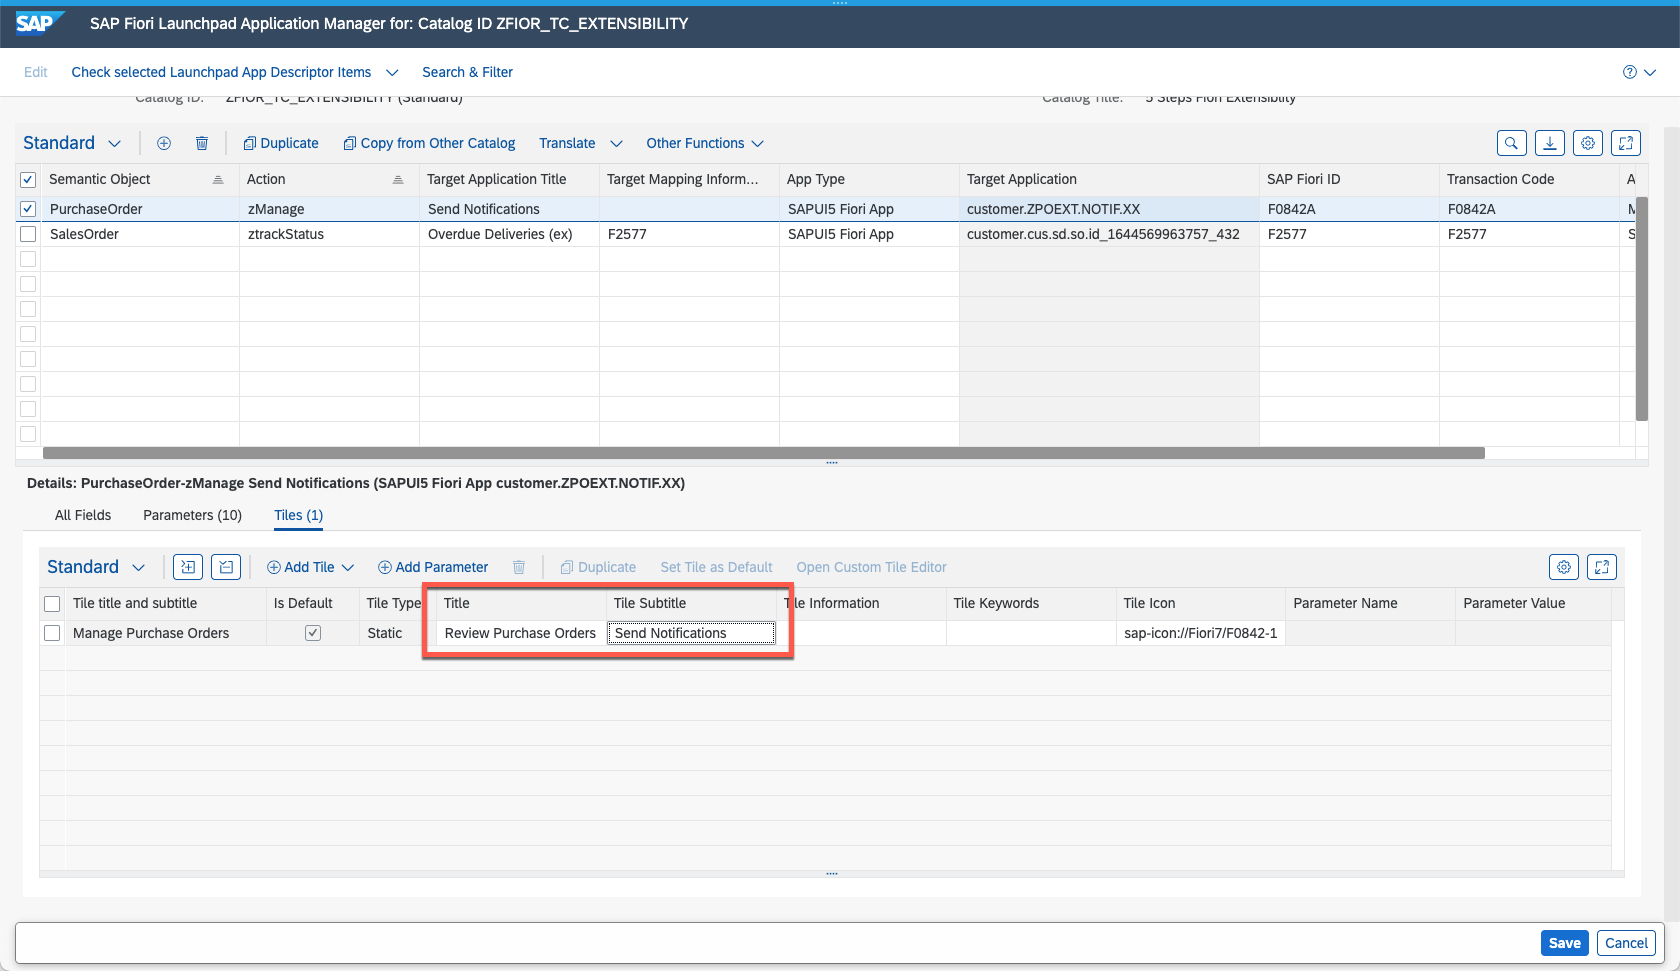 SAP
SAP Fiori Launchpad Application Manager for: Catalog ID ZFIOR_TC_EXTENSIBILITY
Edit Check selected Launchpad App Descriptor Items Search & Filter
Catalog ID: ZFIOR_TC_EXTENSIBILITY (Standard) Catalog Title: 5 Steps Fiori Extensiblity
Standard Duplicate Copy from Other Catalog Translate Other Functions
Semantic Object Action Target Application Title Target Mapping Inform... App Type Target Application SAP Fiori ID Transaction Code A
PurchaseOrder zManage Send Notifications SAPUI5 Fiori App customer.ZPOEXT.NOTIF.XX F0842A F0842A M
SalesOrder ztrackStatus Overdue Deliveries (ex) F2577 SAPUI5 Fiori App customer.cus.sd.so.id_1644569963757_432 F2577 F2577 S
Details: PurchaseOrder-zManage Send Notifications (SAPUI5 Fiori App customer.ZPOEXT.NOTIF.XX)
All Fields Parameters (10) Tiles (1)
Standard Add Tile Add Parameter Duplicate Set Tile as Default Open Custom Tile Editor
Tile title and subtitle Is Default Tile Type Title Tile Subtitle Tile Information Tile Keywords Tile Icon Parameter Name Parameter Value
Manage Purchase Orders Static Review Purchase Orders Send Notifications sap-icon://Fiori7/F0842-1
Save Cancel